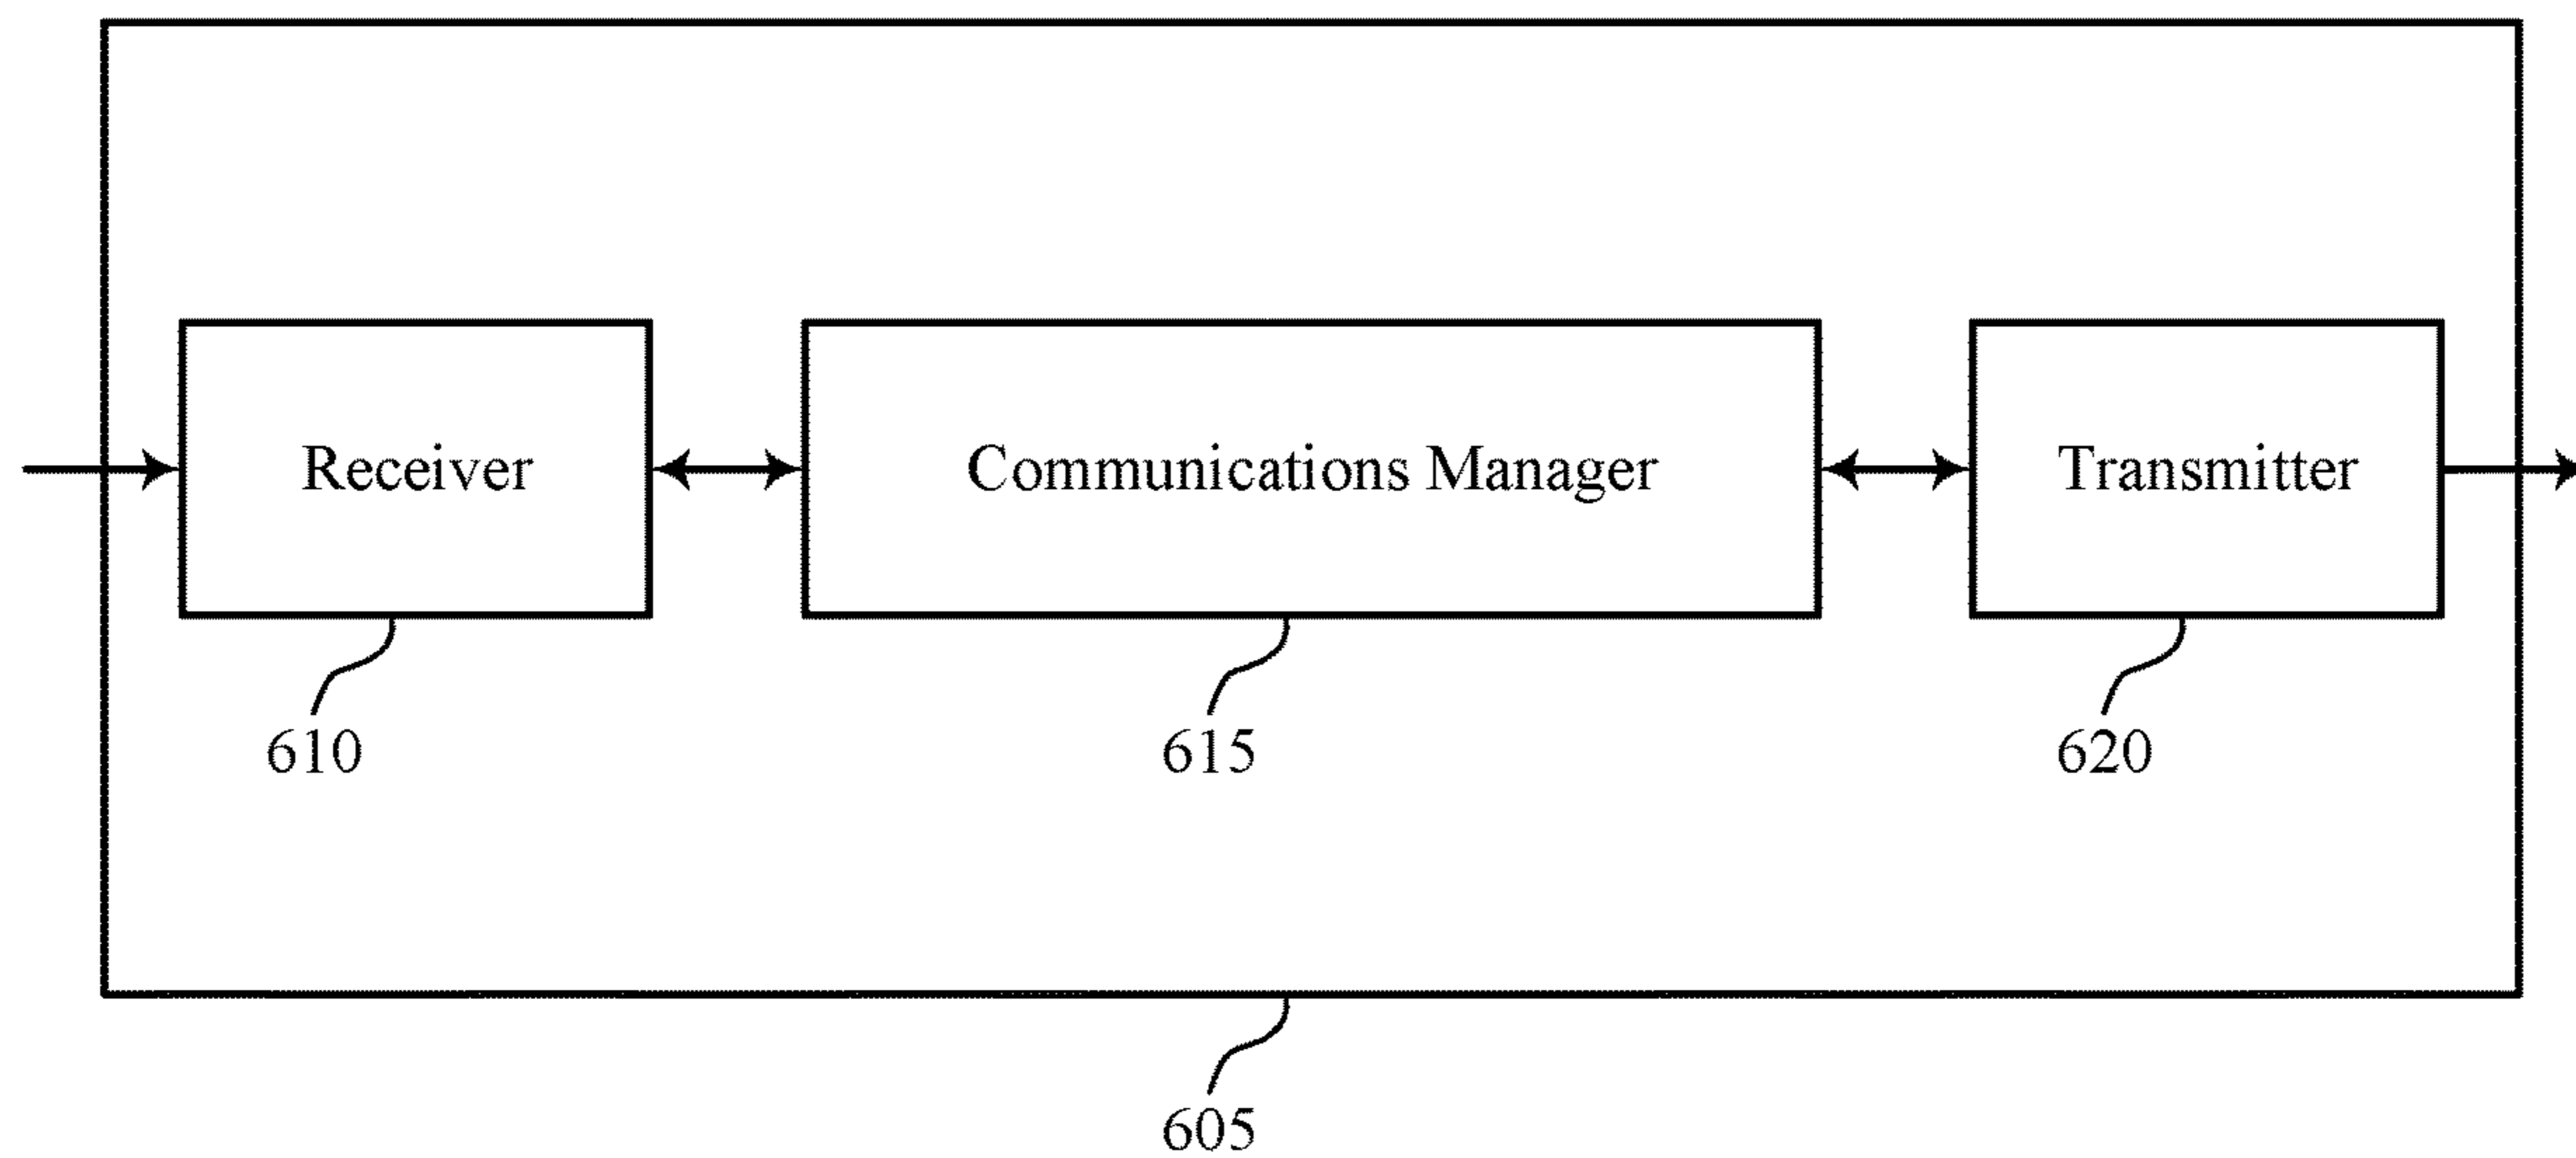 Receiver
Communications Manager
Transmitter
610
615
620
605